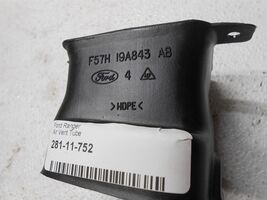 F57H 19A843 AB
Ford 4
>HDPE<
Ford Ranger
Air Vent Tube
281-11-752